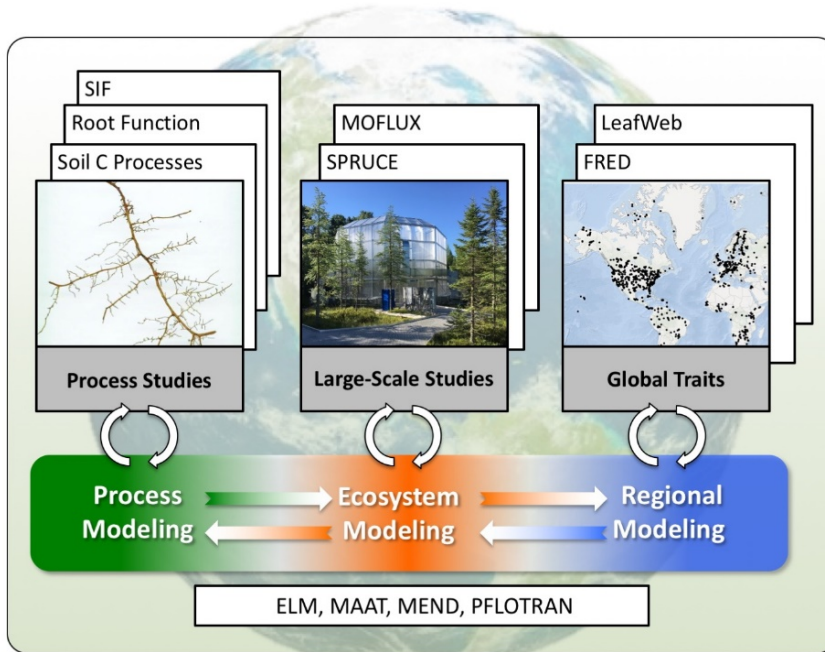 SIF
Root Function
Soil C Processes
Process Studies
MOFLUX
SPRUCE
Large-Scale Studies
LeafWeb
FRED
Global Traits
Process
Modeling
Ecosystem
Modeling
Regional
Modeling
ELM, MAAT, MEND, PFLOTRAN